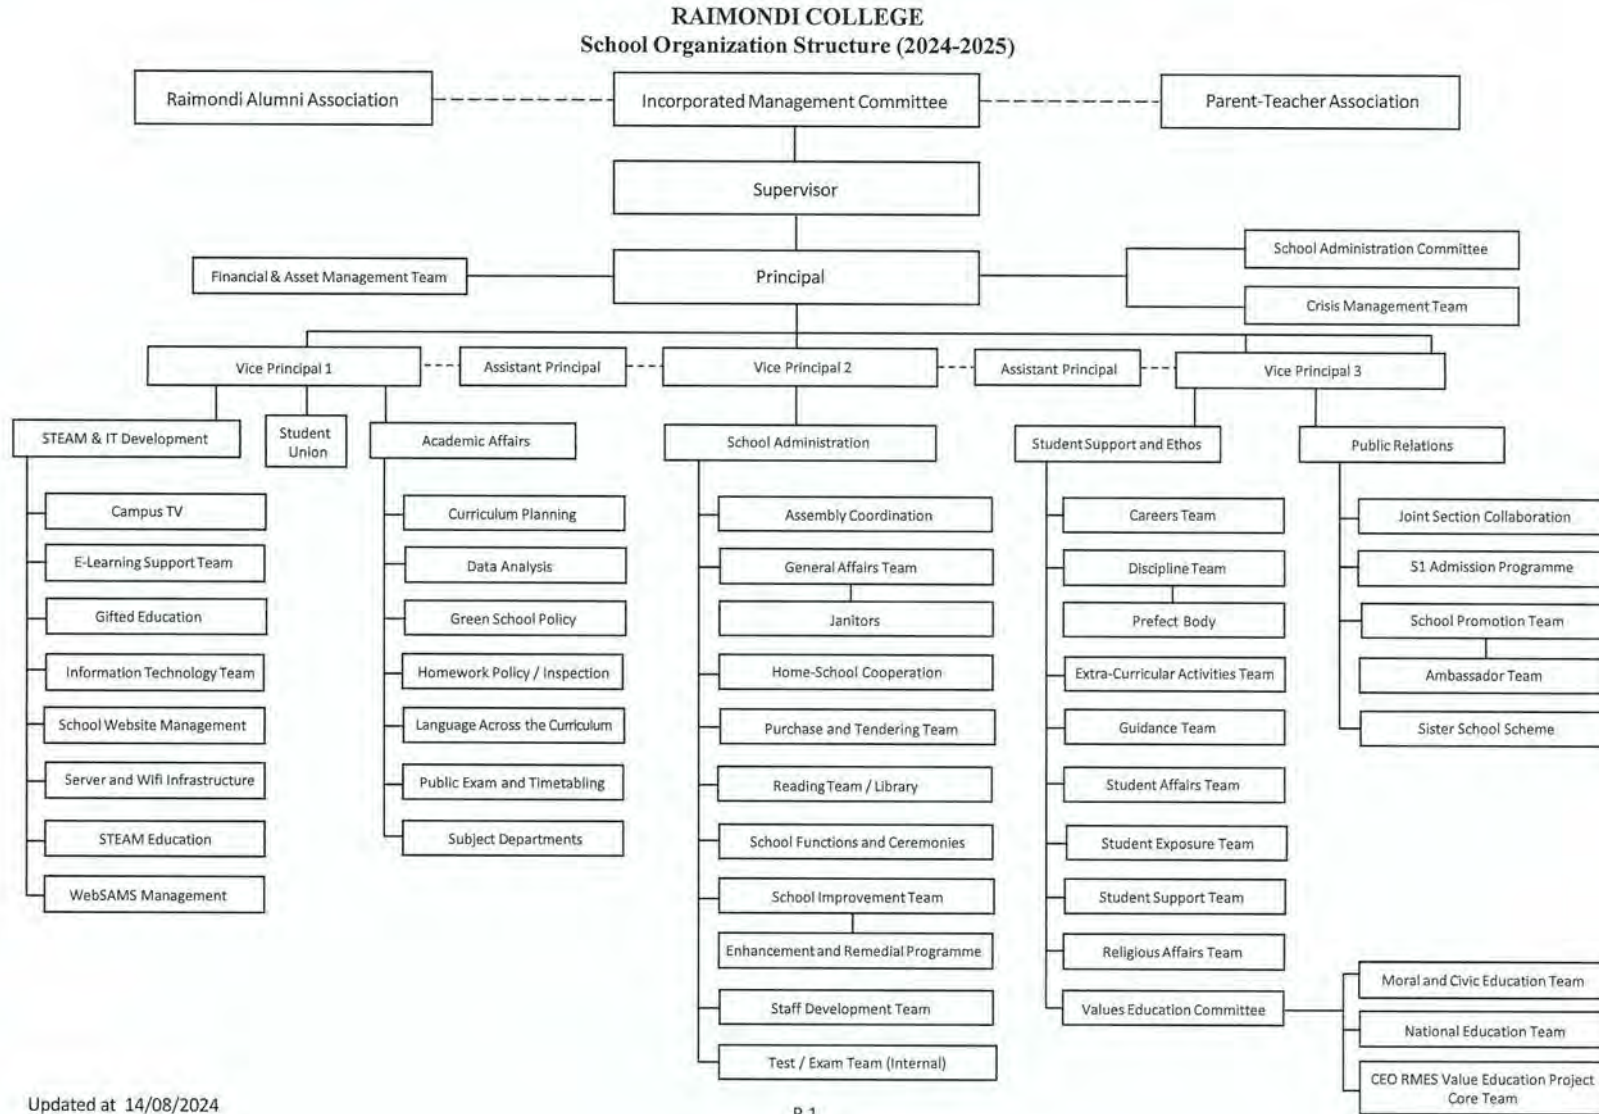 RAIMONDI COLLEGE
School Organization Structure (2024-2025)
Raimondi Alumni Association
Incorporated Management Committee
Parent-Teacher Association
Supervisor
School Administration Committee
Financial & Asset Management Team
Principal
Crisis Management Team
Vice Principal 1
Assistant Principal
Vice Principal 2
Assistant Principal
Vice Principal 3
STEAM & IT Development
Student
Union
Academic Affairs
School Administration
Student Support and Ethos
Public Relations
Campus TV
E-Learning Support Team
Gifted Education
Information Technology Team
School Website Management
Server and Wifi Infrastructure
STEAM Education
WebSAMS Management
Curriculum Planning
Data Analysis
Green School Policy
Homework Policy / Inspection
Language Across the Curriculum
Public Exam and Timetabling
Subject Departments
Assembly Coordination
General Affairs Team
Janitors
Home-School Cooperation
Purchase and Tendering Team
Reading Team / Library
School Functions and Ceremonies
School Improvement Team
Enhancement and Remedial Programme
Staff Development Team
Test / Exam Team (Internal)
Careers Team
Discipline Team
Prefect Body
Extra-Curricular Activities Team
Guidance Team
Student Affairs Team
Student Exposure Team
Student Support Team
Religious Affairs Team
Values Education Committee
Joint Section Collaboration
S1 Admission Programme
School Promotion Team
Ambassador Team
Sister School Scheme
Moral and Civic Education Team
National Education Team
CEO RMES Value Education Project
Core Team
Updated at 14/08/2024
P.1